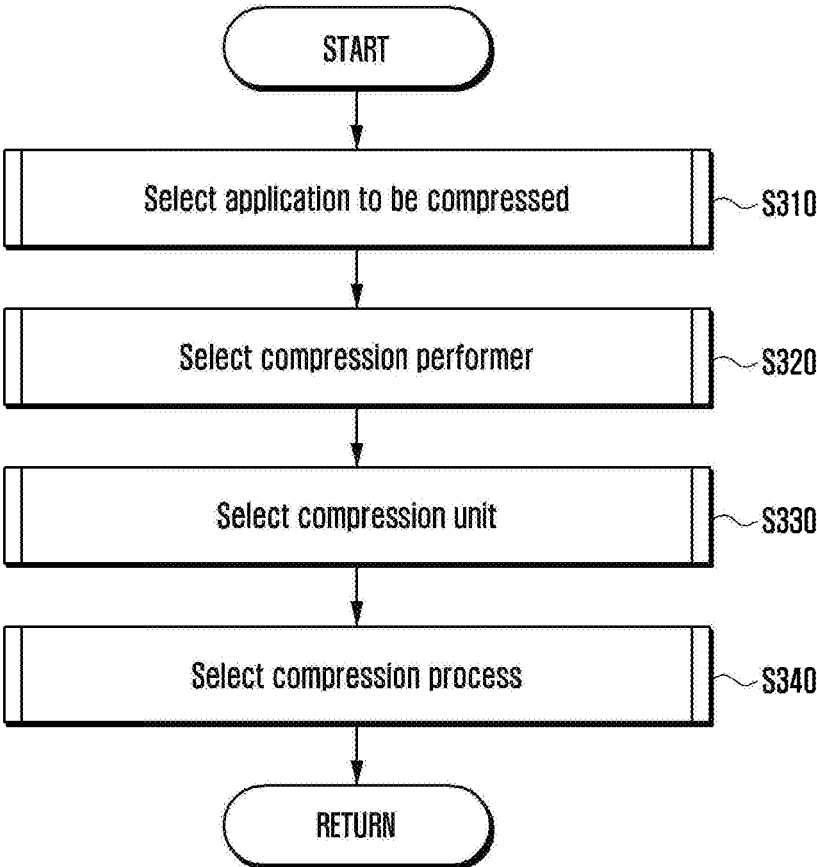 START
Select application to be compressed
S310
Select compression performer
S320
Select compression unit
S330
Select compression process
S340
RETURN